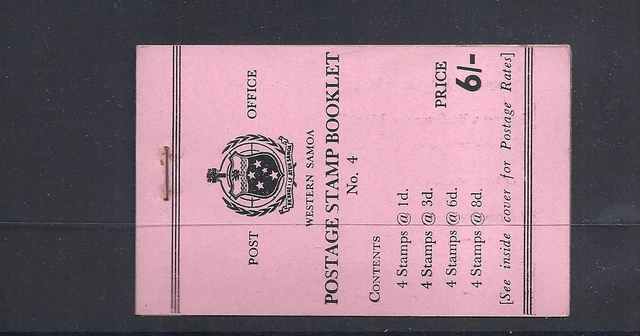 POST OFFICE
WESTERN SAMOA
POSTAGE STAMP BOOKLET
No. 4
CONTENTS PRICE
4 Stamps @ 1d.
4 Stamps @ 3d.
4 Stamps @ 6d.
4 Stamps @ 8d.
6/-
[See inside cover for Postage Rates]